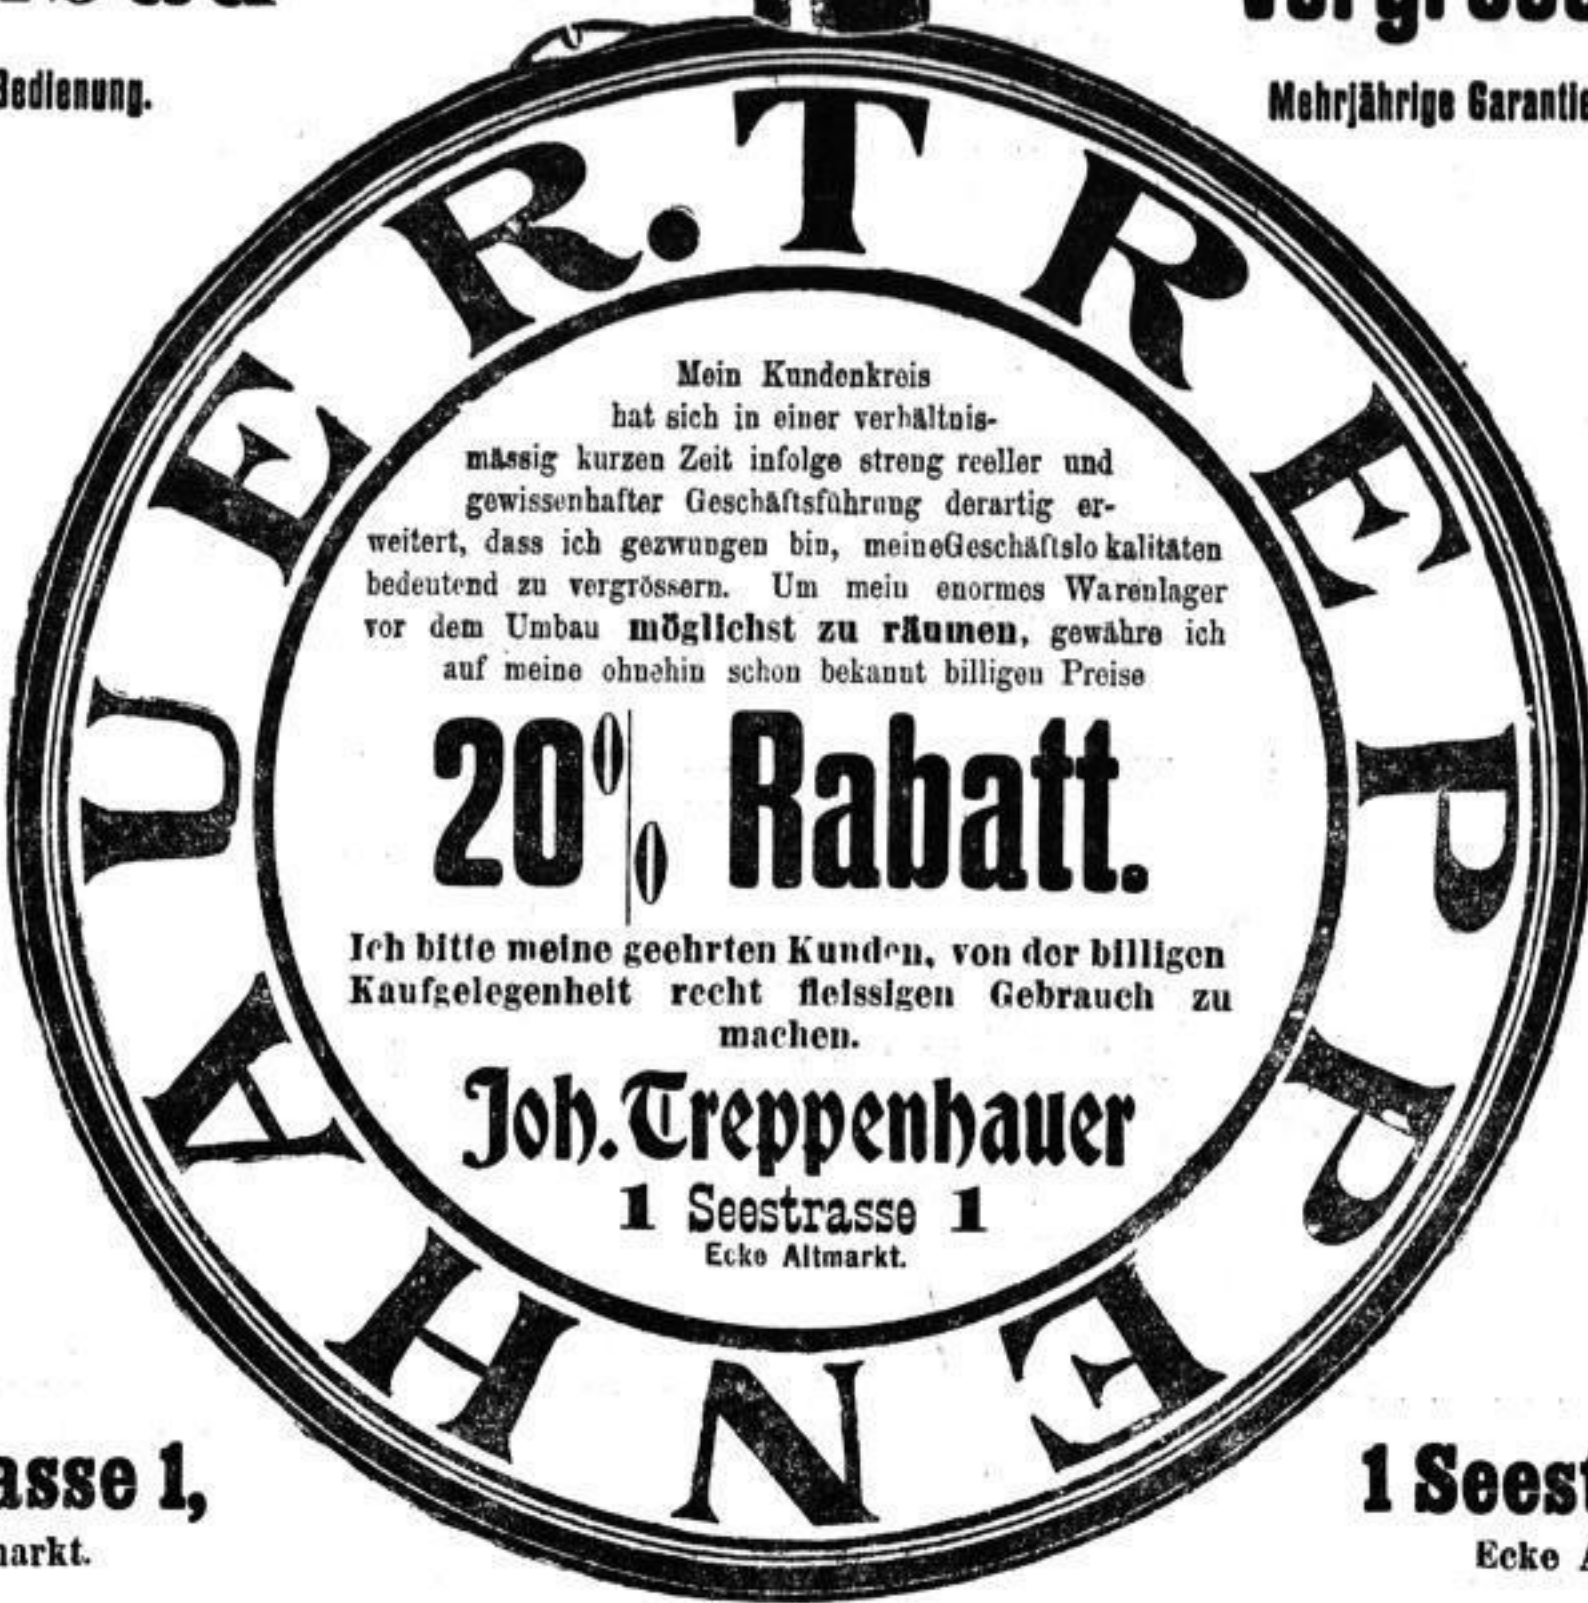 Bedienung.
Mehrjährige Garantie
TREPPENHAUER.
Mein Kundenkreis
hat sich in einer verhältnis-
mässig kurzen Zeit infolge streng reeller und
gewissenhafter Geschäftsführung derartig er-
weitert, dass ich gezwungen bin, meine Geschäftslokalitäten
bedeutend zu vergrössern. Um mein enormes Warenlager
vor dem Umbau möglichst zu räumen, gewähre ich
auf meine ohnehin schon bekannt billigen Preise
20% Rabatt.
Ich bitte meine geehrten Kunden, von der billigen
Kaufgelegenheit recht fleissigen Gebrauch zu
machen.
Joh. Treppenhauer
1 Seestrasse 1
Ecke Altmarkt.
asse 1,
1 Seest
markt.
Ecke A